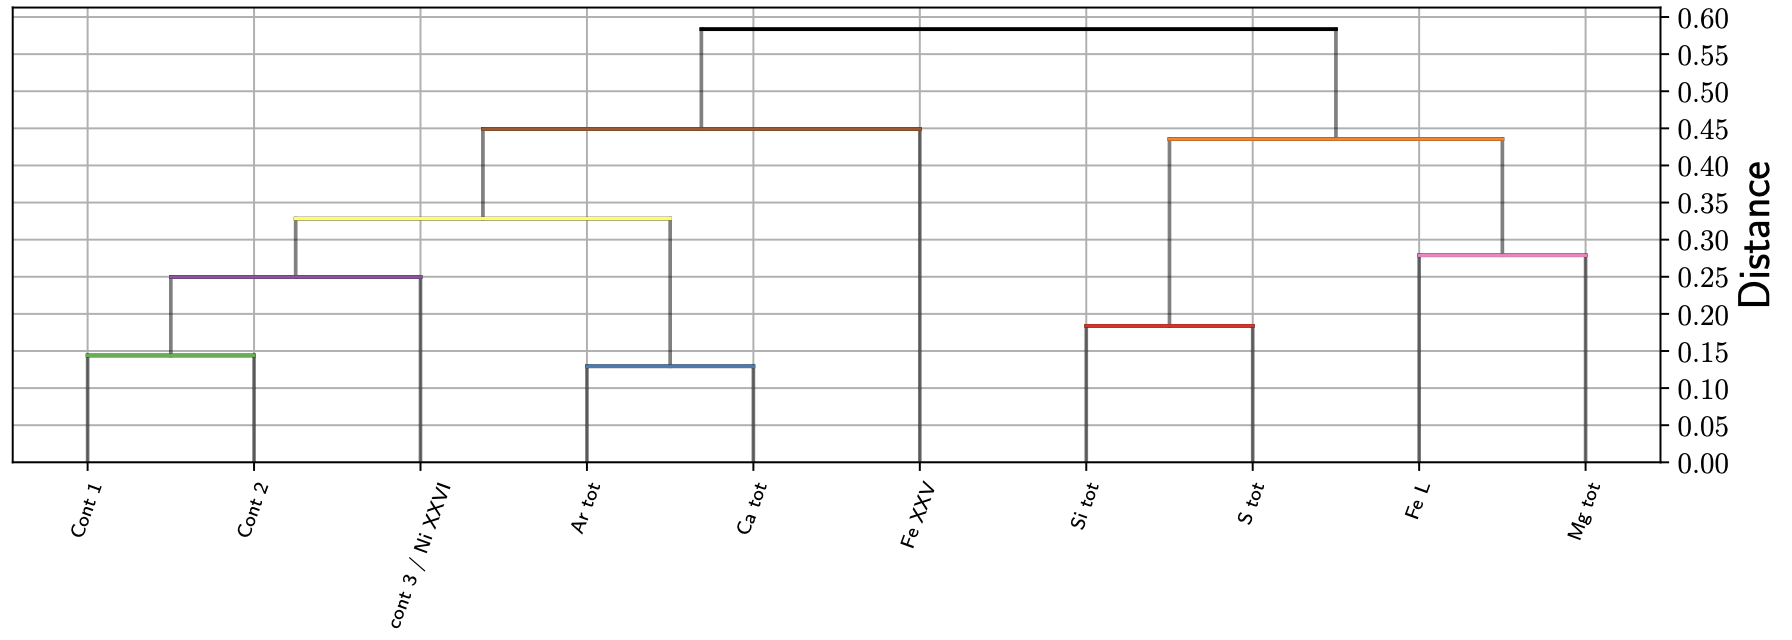 0.60
0.55
0.50
0.45
0.40
0.35
0.30
0.25
0.20
0.15
0.10
0.05
0.00
Distance
Cont 1
Cont 2
cont 3 / Ni XXVI
Ar tot
Ca tot
Fe XXV
Si tot
S tot
Fe L
Mg tot